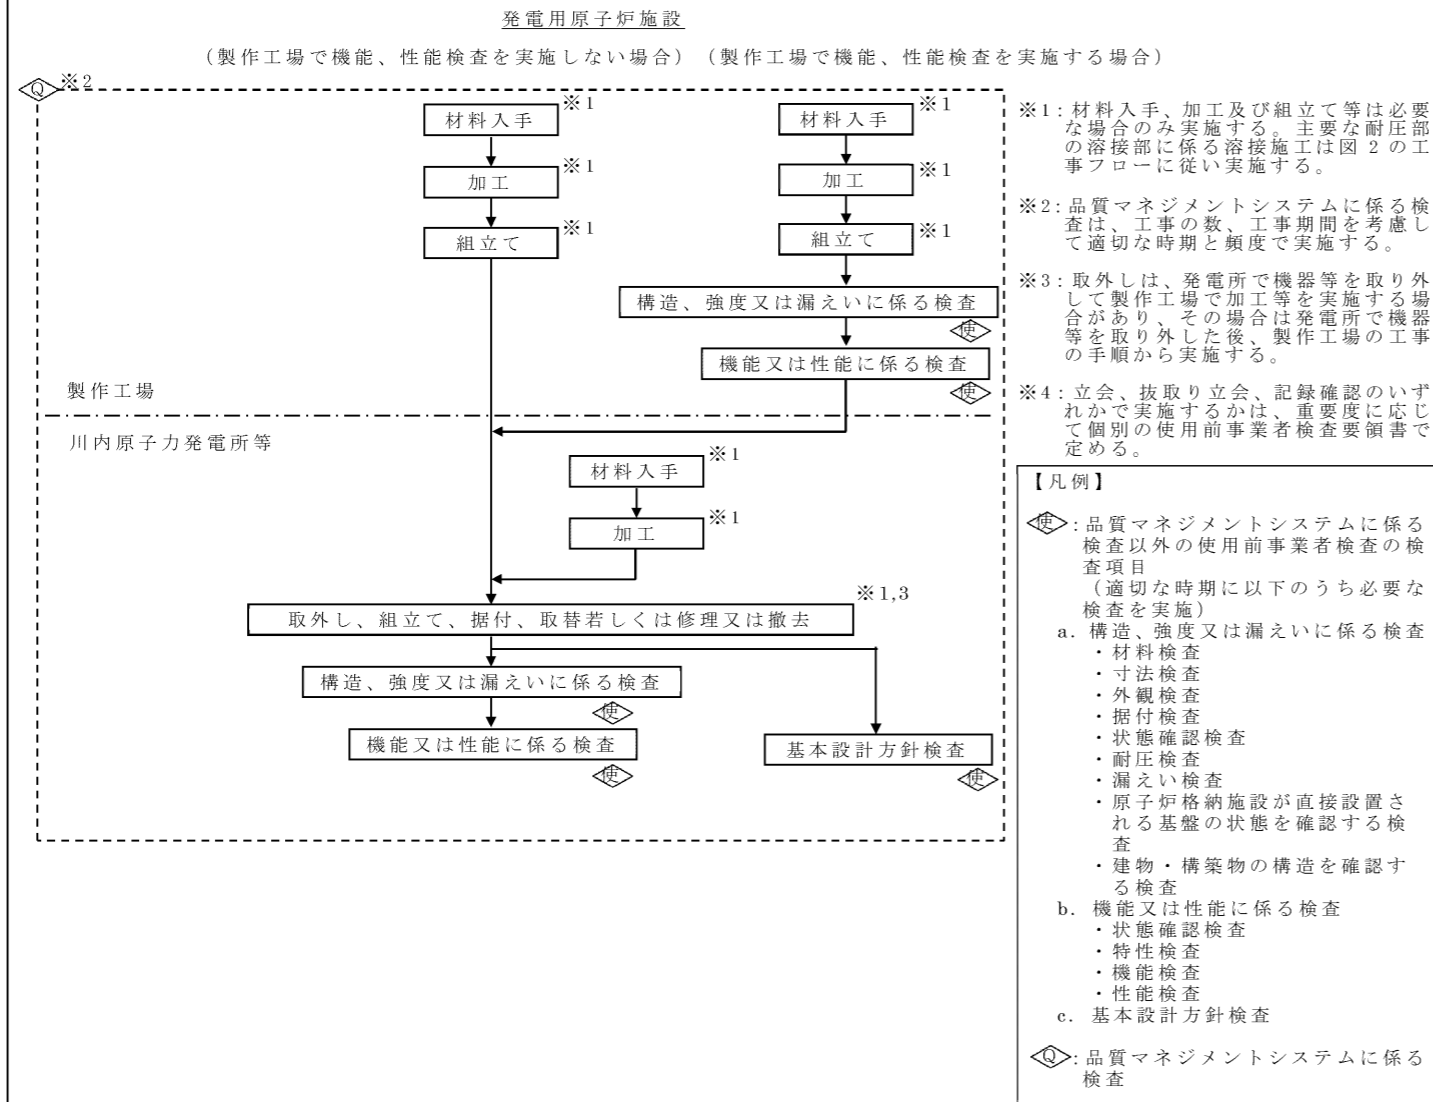 発電用原子炉施設
（製作工場で機能、性能検査を実施しない場合）（製作工場で機能、性能検査を実施する場合）
Q ※2
材料入手 ※1
加工 ※1
組立て ※1
材料入手 ※1
加工 ※1
組立て ※1
構造、強度又は漏えいに係る検査
使
機能又は性能に係る検査
使
製作工場
川内原子力発電所等
材料入手 ※1
加工 ※1
※1,3
取外し、組立て、据付、取替若しくは修理又は撤去
構造、強度又は漏えいに係る検査
使
機能又は性能に係る検査
使
基本設計方針検査
使
※1：材料入手、加工及び組立て等は必要
な場合のみ実施する。主要な耐圧部
の溶接部に係る溶接施工は図２の工
事フローに従い実施する。
※2：品質マネジメントシステムに係る検
査は、工事の数、工事期間を考慮し
て適切な時期と頻度で実施する。
※3：取外しは、発電所で機器等を取り外
して製作工場で加工等を実施する場
合があり、その場合は発電所で機器
等を取り外した後、製作工場の工事
の手順から実施する。
※4：立会、抜取り立会、記録確認のいず
れかで実施するかは、重要度に応じ
て個別の使用前事業者検査要領書で
定める。
【凡例】
使：品質マネジメントシステムに係る
検査以外の使用前事業者検査の検
査項目
（適切な時期に以下のうち必要な
検査を実施）
a. 構造、強度又は漏えいに係る検査
・材料検査
・寸法検査
・外観検査
・据付検査
・状態確認検査
・耐圧検査
・漏えい検査
・原子炉格納施設が直接設置さ
れる基盤の状態を確認する検
査
・建物・構築物の構造を確認す
る検査
b. 機能又は性能に係る検査
・状態確認検査
・特性検査
・機能検査
・性能検査
c. 基本設計方針検査
Q：品質マネジメントシステムに係る
検査